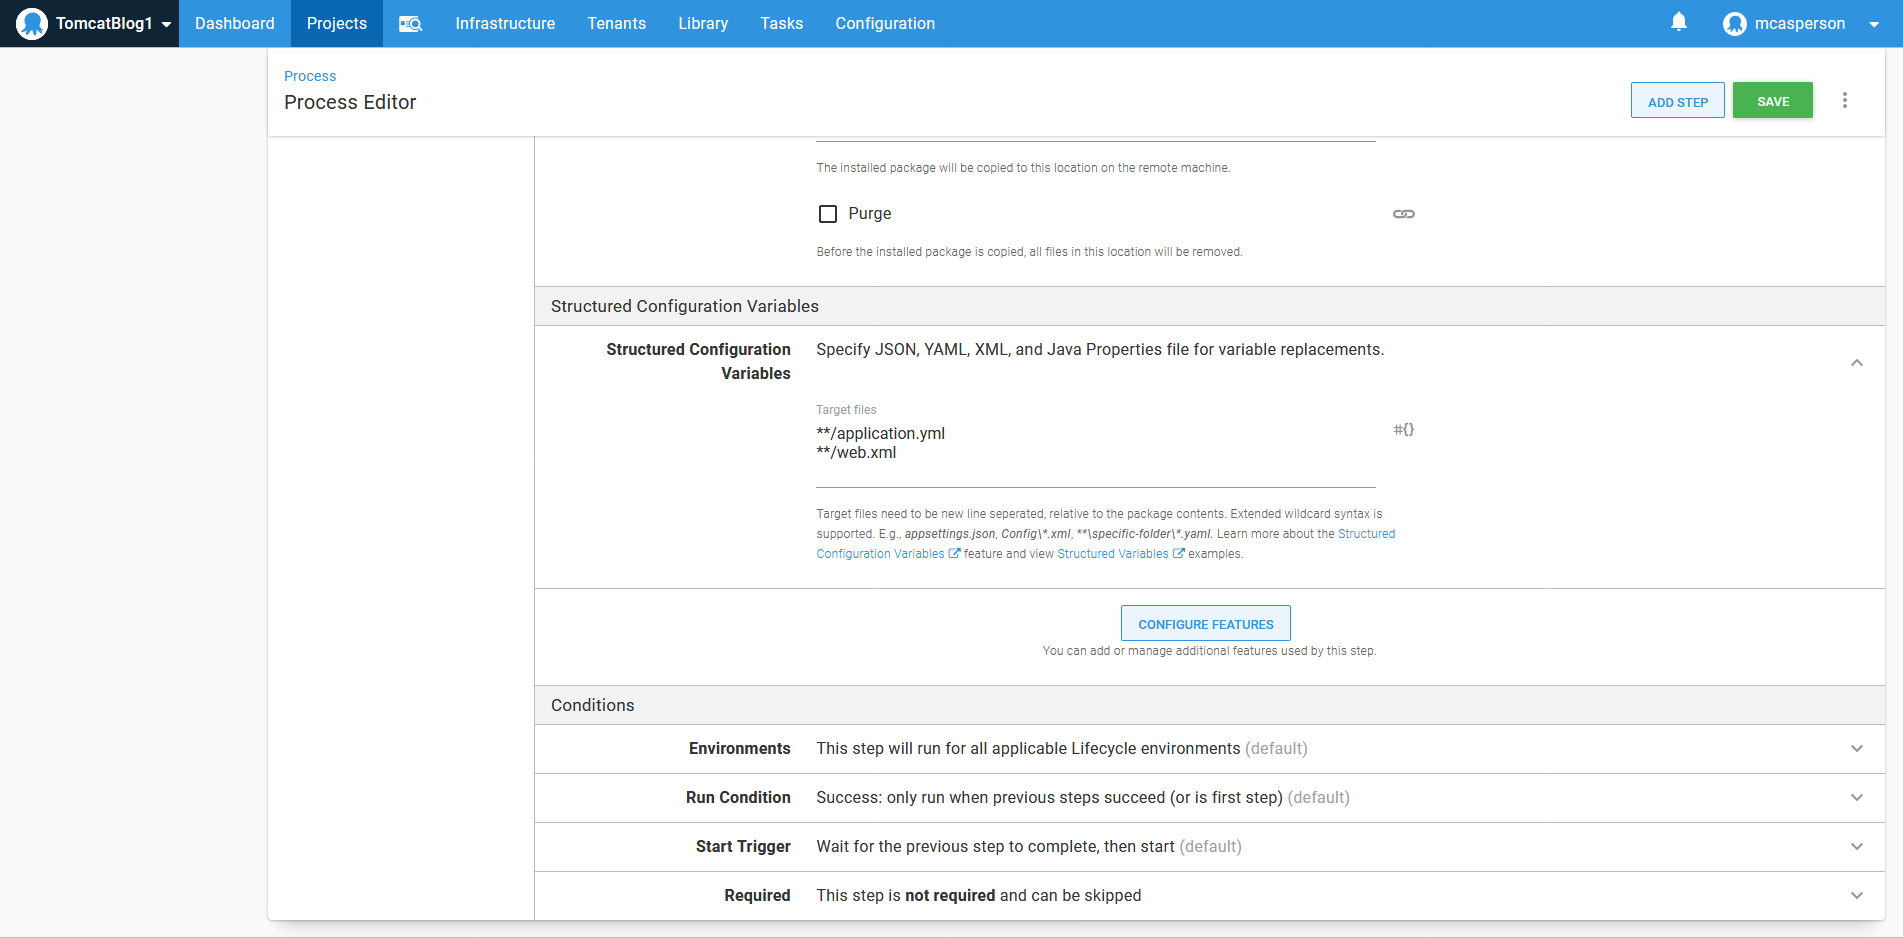 TomcatBlog1 Dashboard Projects Infrastructure Tenants Library Tasks Configuration mcasperson
Process
Process Editor
ADD STEP SAVE
The installed package will be copied to this location on the remote machine.
Purge
Before the installed package is copied, all files in this location will be removed.
Structured Configuration Variables
Structured Configuration Specify JSON, YAML, XML, and Java Properties file for variable replacements.
Variables
Target files
**/application.yml #{}
**/web.xml
Target files need to be new line seperated, relative to the package contents. Extended wildcard syntax is
supported. E.g., appsettings.json, Config\*.xml, **\specific-folder\*.yaml. Learn more about the Structured
Configuration Variables feature and view Structured Variables examples.
CONFIGURE FEATURES
You can add or manage additional features used by this step.
Conditions
Environments This step will run for all applicable Lifecycle environments (default)
Run Condition Success: only run when previous steps succeed (or is first step) (default)
Start Trigger Wait for the previous step to complete, then start (default)
Required This step is not required and can be skipped